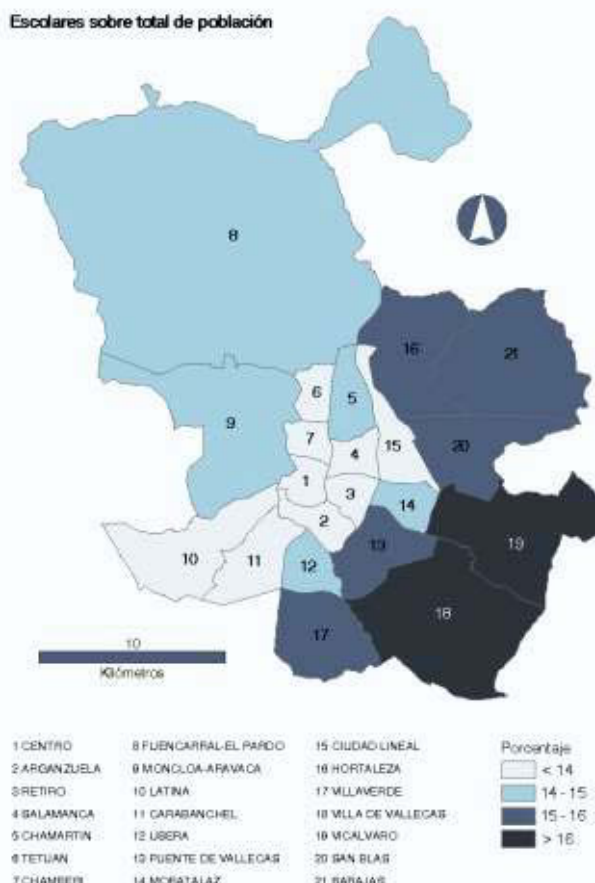 Escolares sobre total de población
8
16
21
6
5
9
7
15
20
4
1
3
14
2
19
13
10
11
12
18
17
10
Kilómetros
1 CENTRO
2 ARGANZUELA
3 RETIRO
4 SALAMANCA
5 CHAMARTIN
6 TETUAN
7 CHAMBERI
8 FUENCARRAL-EL PARDO
9 MONCLOA-ARAVACA
10 LATINA
11 CARABANCHEL
12 USERA
13 PUENTE DE VALLECAS
14 MORATALAZ
15 CIUDAD LINEAL
16 HORTALEZA
17 VILLAVERDE
18 VILLA DE VALLECAS
19 VICALVARO
20 SAN BLAS
21 BARAJAS
Porcentaje
< 14
14 - 15
15 - 16
> 16